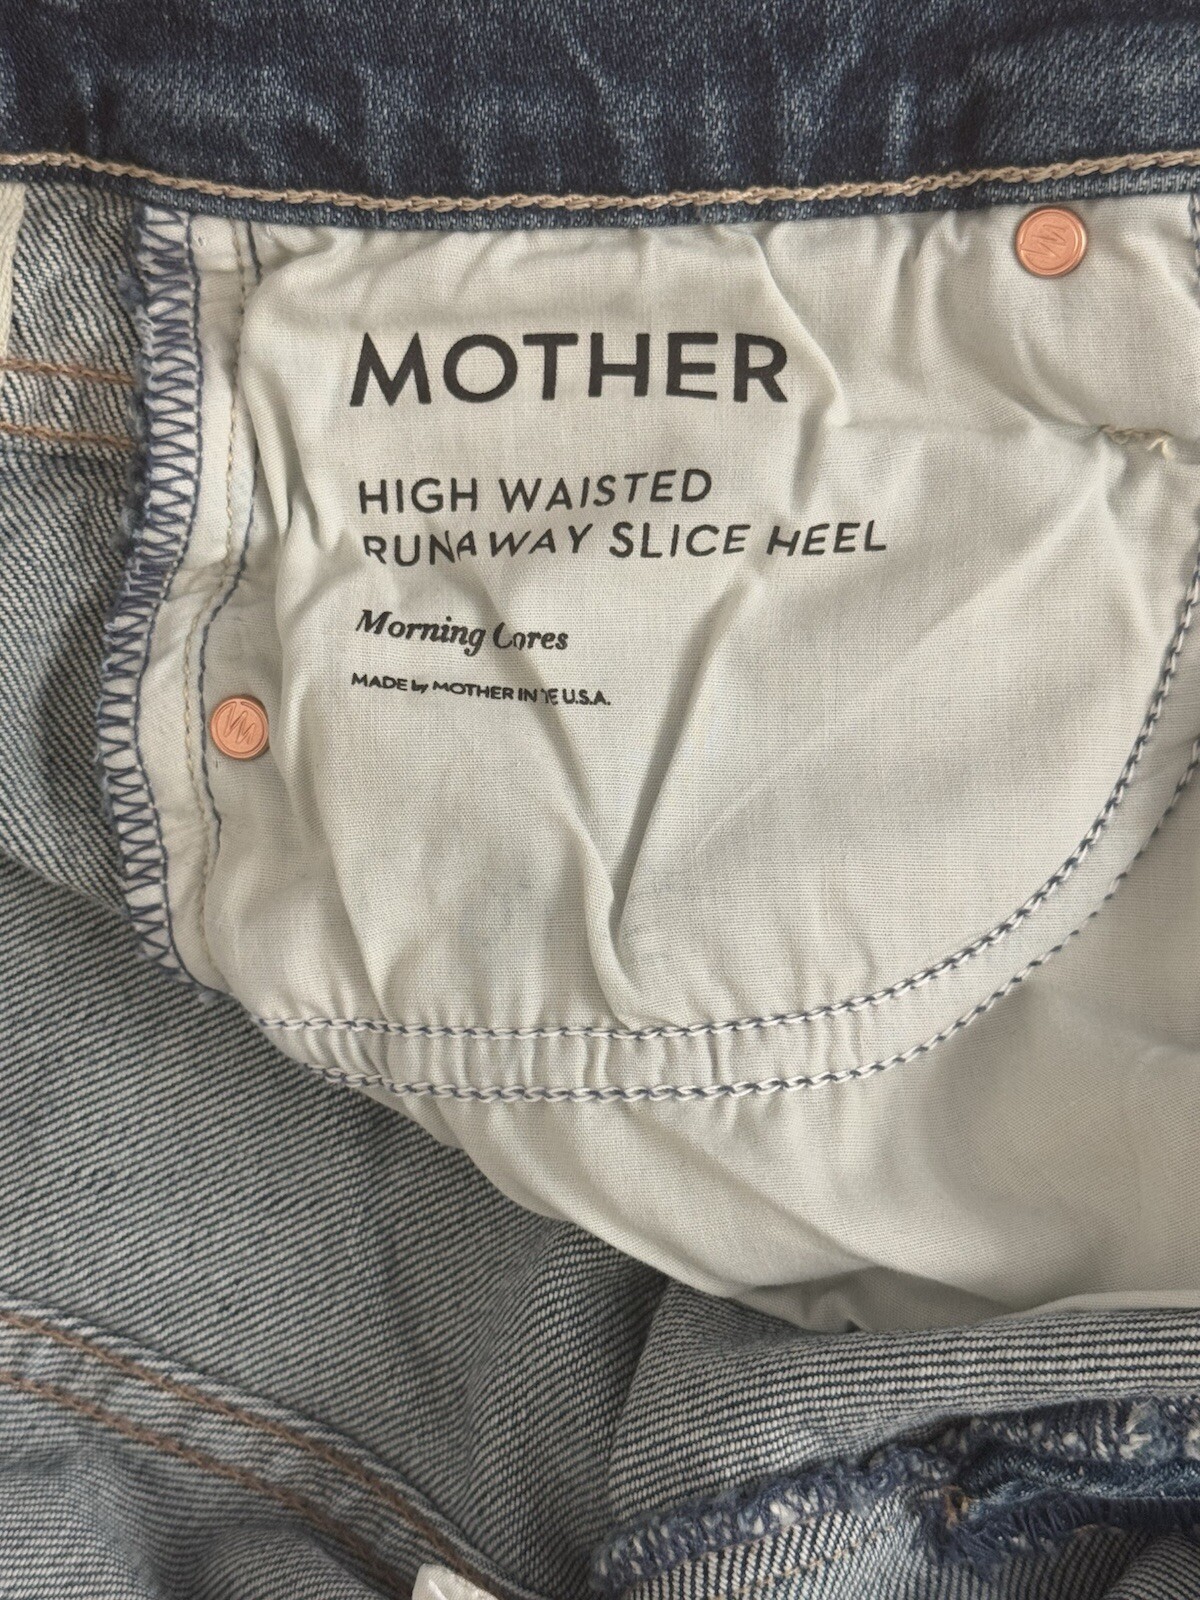 MOTHER
HIGH WAISTED
RUNAWAY SLICE HEEL
Morning Cores
MADE by MOTHER IN U.S.A.